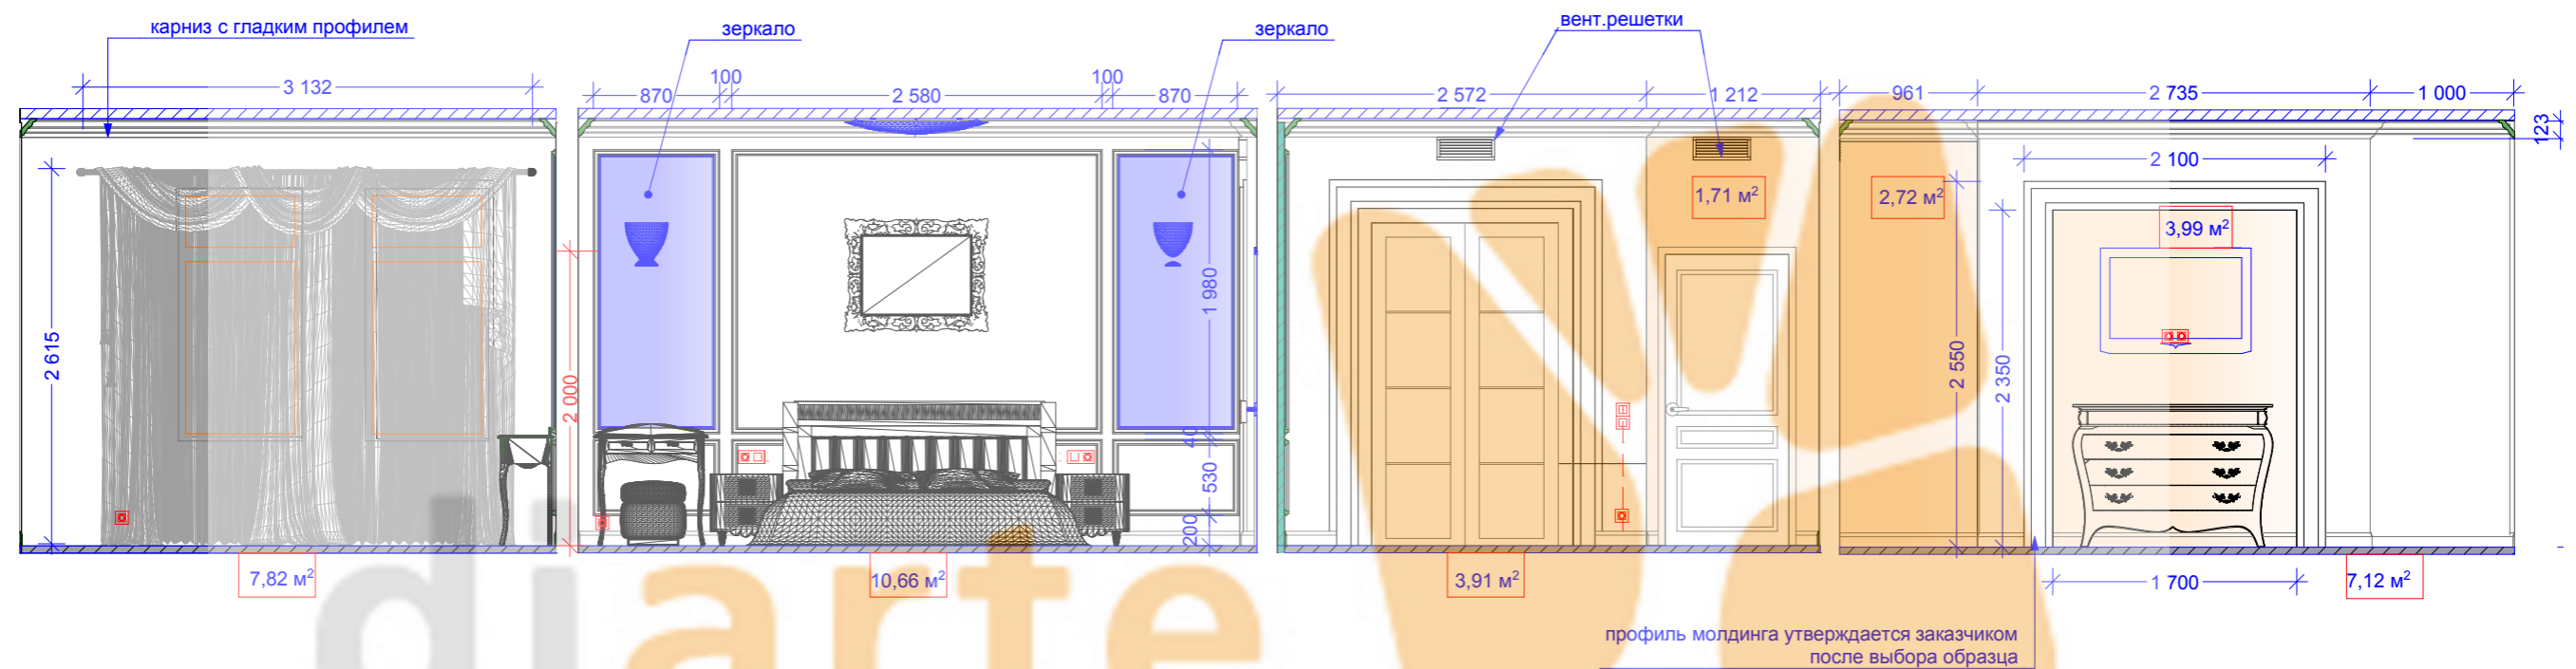 карниз с гладким профилем
зеркало
зеркало
вент.решетки
3 132
870
100
2 580
100
870
2 572
1 212
961
2 735
1 000
123
2 100
1,71 м²
2,72 м²
3,99 м²
2 615
2 000
1 980
40
530
200
2 550
2 350
7,82 м²
10,66 м²
3,91 м²
1 700
7,12 м²
профиль молдинга утверждается заказчиком
после выбора образца
diarte